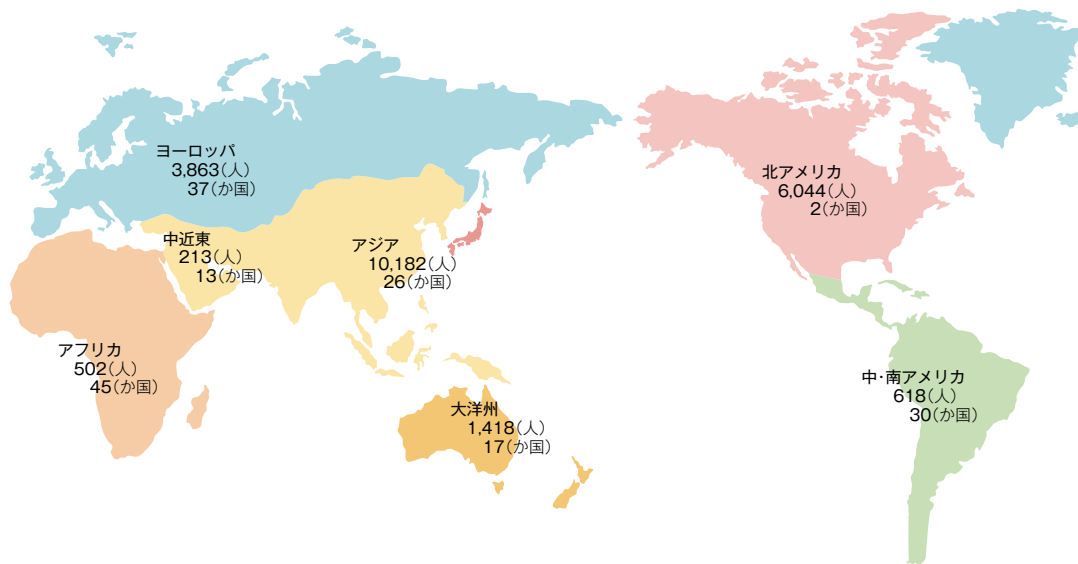 ヨーロッパ
3,863(人)
37(か国)
中近東
213(人)
13(か国)
アジア
10,182(人)
26(か国)
北アメリカ
6,044(人)
2(か国)
アフリカ
502(人)
45(か国)
大洋州
1,418(人)
17(か国)
中・南アメリカ
618(人)
30(か国)